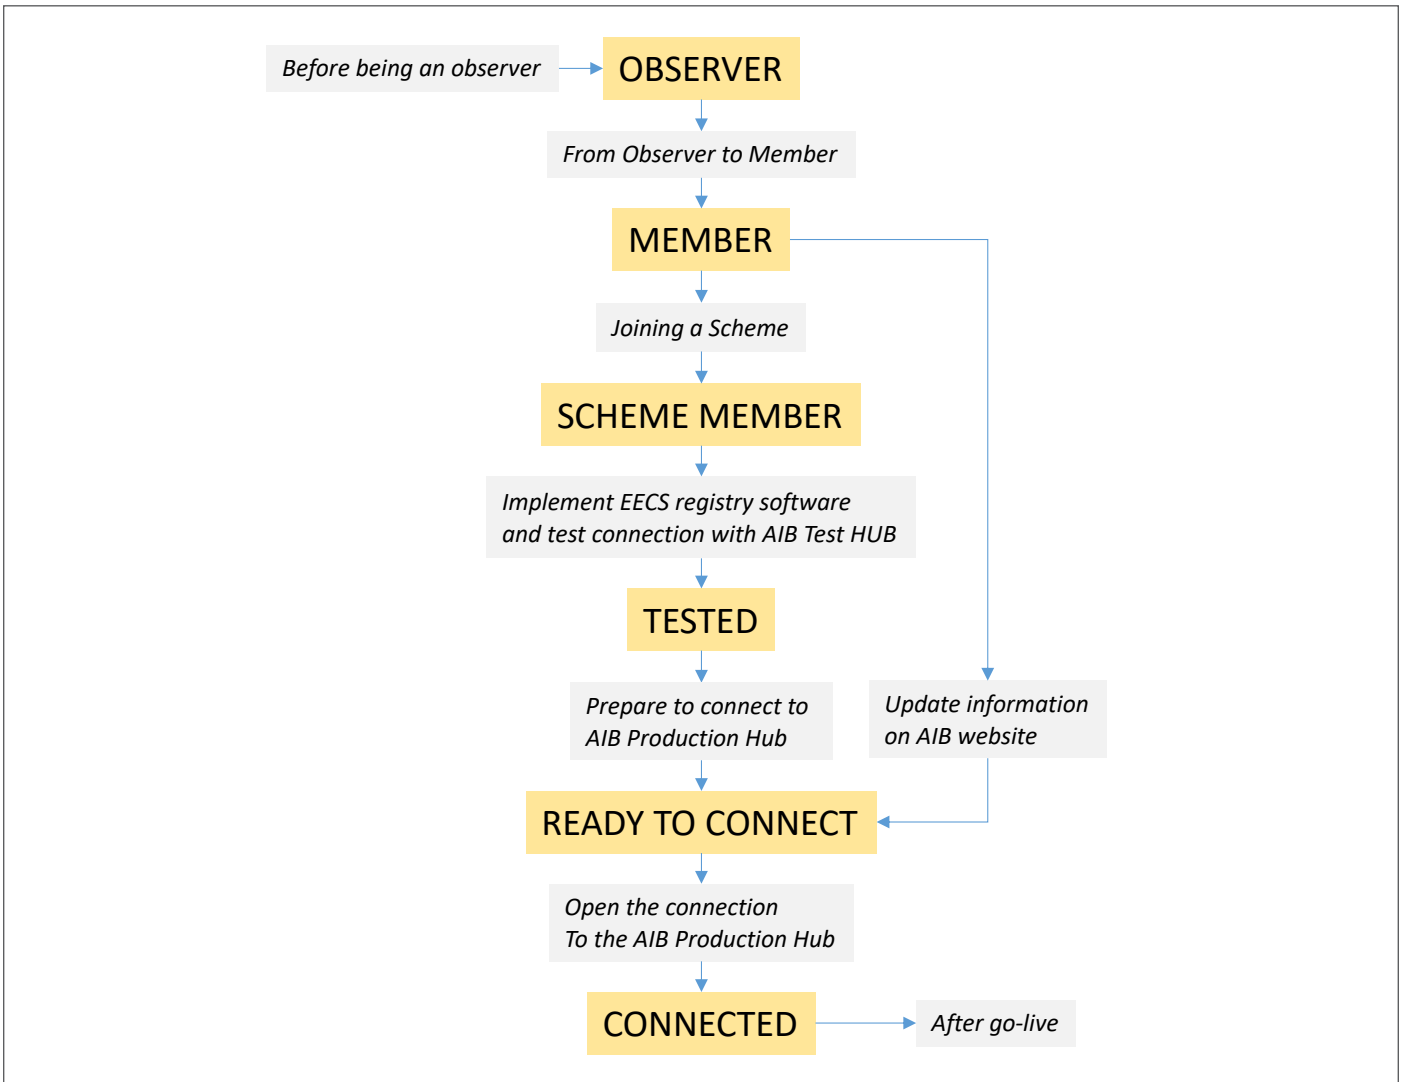 Before being an observer
OBSERVER
From Observer to Member
MEMBER
Joining a Scheme
SCHEME MEMBER
Implement EECS registry software
and test connection with AIB Test HUB
TESTED
Prepare to connect to
AIB Production Hub
Update information
on AIB website
READY TO CONNECT
Open the connection
To the AIB Production Hub
CONNECTED
After go-live